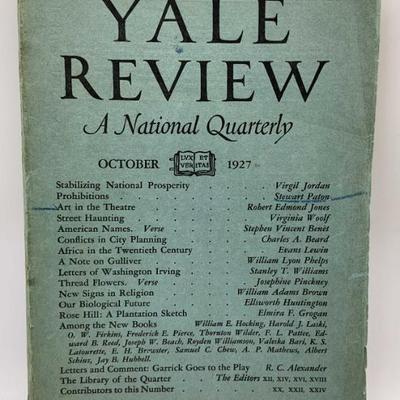 YALE
REVIEW
A National Quarterly
OCTOBER LVX ET VERITAS 1927
Stabilizing National Prosperity . . . . Virgil Jordan
Prohibitions . . . . . . . . Stewart Paton
Art in the Theatre . . . . . Robert Edmond Jones
Street Haunting . . . . . . . Virginia Woolf
American Names. Verse . . . Stephen Vincent Benét
Conflicts in City Planning . . . . Charles A. Beard
Africa in the Twentieth Century . . . . Evans Lewin
A Note on Gulliver . . . . William Lyon Phelps
Letters of Washington Irving . . . Stanley T. Williams
Thread Flowers. Verse . . . . Josephine Pinckney
New Signs in Religion . . . . William Adams Brown
Our Biological Future . . . . Ellsworth Huntington
Rose Hill: A Plantation Sketch . . . Elmira F. Grogan
Among the New Books William E. Hocking, Harold J. Laski,
O. W. Firkins, Frederick E. Pierce, Thornton Wilder, F. L. Pattee, Ed-
ward B. Reed, Joseph W. Beach, Royden Williamson, Valeska Bari, K. S.
Latourette, E. H. Brewster, Samuel C. Chew, A. P. Mathews, Albert
Schinz, Jay B. Hubbell.
Letters and Comment: Garrick Goes to the Play R. C. Alexander
The Library of the Quarter . . The Editors XII, XIV, XVI, XVIII
Contributors to this Number . . . . XX, XXII, XXIV